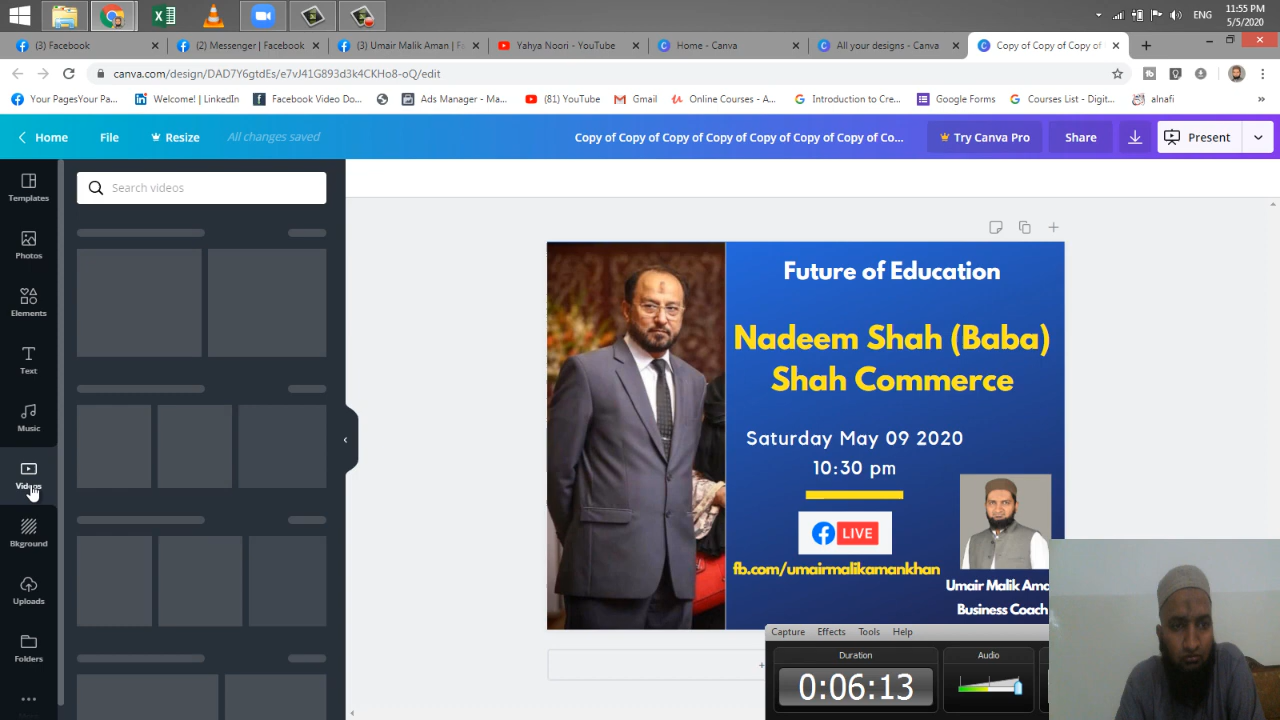 11:55 PM
ENG
5/5/2020
(3) Facebook
(2) Messenger | Facebook
(3) Umair Malik Aman | Fa
Yahya Noori - YouTube
Home - Canva
All your designs - Canva
Copy of Copy of Copy of
canva.com/design/DAD7Y6gtdEs/e7vJ41G893d3k4CKHo8-oQ/edit
Your PagesYour Pa...
Welcome! | LinkedIn
Facebook Video Do...
Ads Manager - Ma...
(81) YouTube
Gmail
Online Courses - A...
Introduction to Cre...
Google Forms
Courses List - Digit...
alnafi
Home
File
Resize
All changes saved
Copy of Copy of Copy of Copy of Copy of Copy of Copy of Co...
Try Canva Pro
Share
Present
Templates
Photos
Elements
Text
Music
Videos
Bkground
Uploads
Folders
Search videos
Future of Education
Nadeem Shah (Baba)
Shah Commerce
Saturday May 09 2020
10:30 pm
LIVE
fb.com/umairmalikamankhan
Umair Malik Ama
Business Coach
Capture
Effects
Tools
Help
Duration
Audio
0:06:13